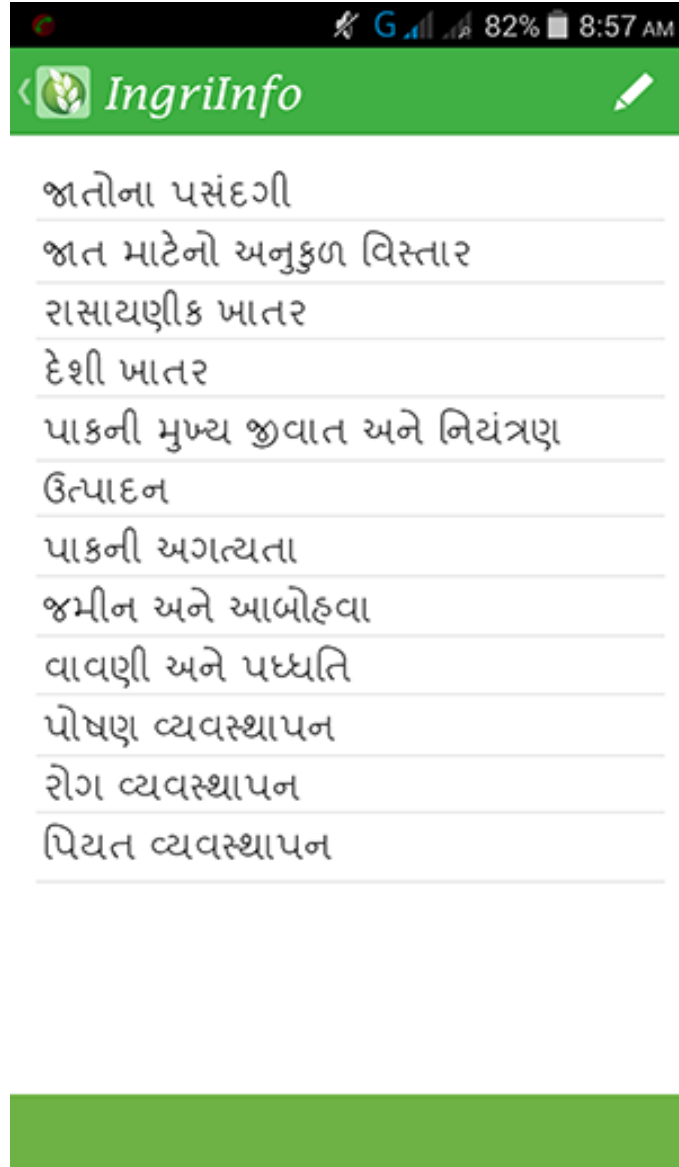 G 82% 8:57 AM
IngriInfo
જાતોના પસંદગી
જાત માટેનો અનુકુળ વિસ્તાર
રાસાયણીક ખાતર
દેશી ખાતર
પાકની મુખ્ય જીવાત અને નિયંત્રણ
ઉત્પાદન
પાકની અગત્યતા
જમીન અને આબોહવા
વાવણી અને પધ્ધતિ
પોષણ વ્યવસ્થાપન
રોગ વ્યવસ્થાપન
પિયત વ્યવસ્થાપન